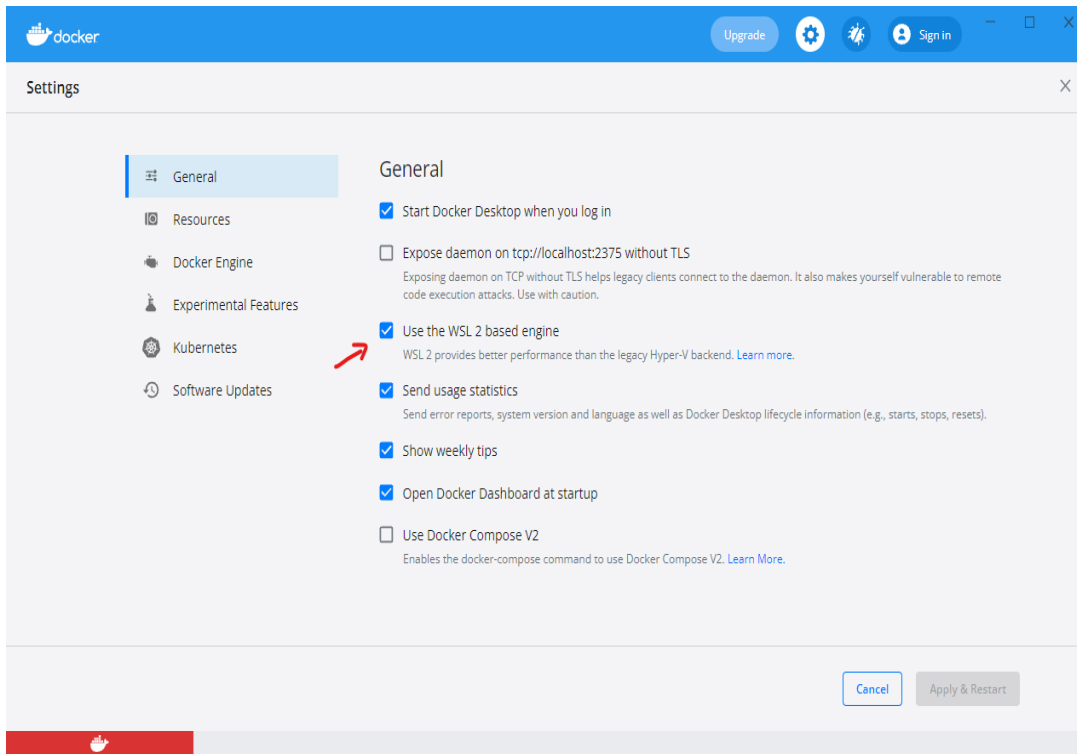 docker
Upgrade
Sign in
Settings
General
Resources
Docker Engine
Experimental Features
Kubernetes
Software Updates
General
Start Docker Desktop when you log in
Expose daemon on tcp://localhost:2375 without TLS
Exposing daemon on TCP without TLS helps legacy clients connect to the daemon. It also makes yourself vulnerable to remote
code execution attacks. Use with caution.
Use the WSL 2 based engine
WSL 2 provides better performance than the legacy Hyper-V backend. Learn more.
Send usage statistics
Send error reports, system version and language as well as Docker Desktop lifecycle information (e.g., starts, stops, resets).
Show weekly tips
Open Docker Dashboard at startup
Use Docker Compose V2
Enables the docker-compose command to use Docker Compose V2. Learn More.
Cancel
Apply & Restart